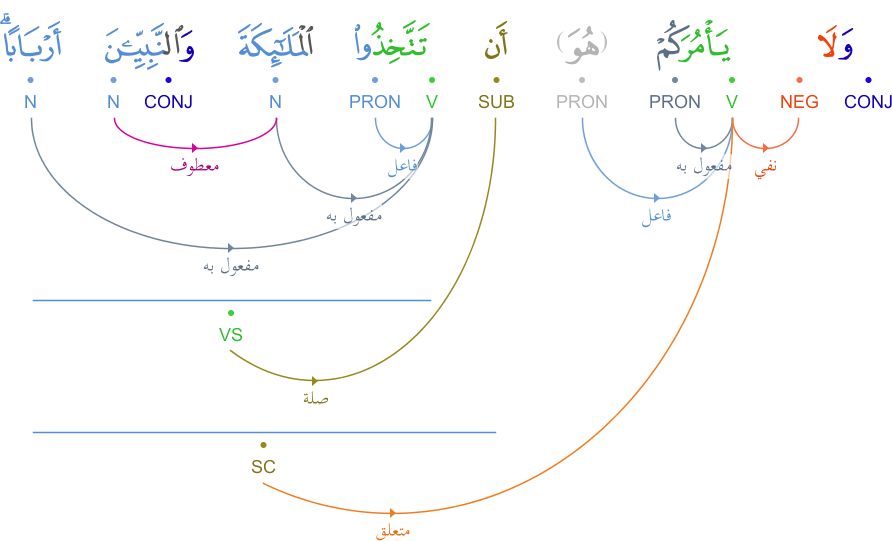 وَلَا يَأْمُرَكُمْ (هُوَ) أَن تَتَّخِذُوا۟ ٱلْمَلَـٰٓئِكَةَ وَٱلنَّبِيِّـۧنَ أَرْبَابًا ۗ
CONJ NEG V PRON PRON SUB V PRON N CONJ N N
نفي مفعول به فاعل معطوف
فاعل مفعول به
مفعول به
VS
صلة
SC
متعلق